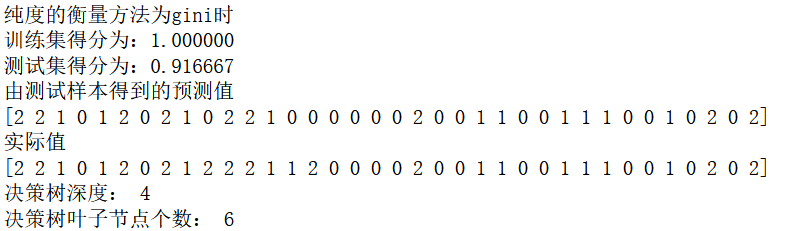 纯度的衡量方法为gini时
训练集得分为：1.000000
测试集得分为：0.916667
由测试样本得到的预测值
[2 2 1 0 1 2 0 2 1 0 2 2 1 0 0 0 0 0 0 2 0 0 1 1 0 0 1 1 1 0 0 1 0 2 0 2]
实际值
[2 2 1 0 1 2 0 2 1 2 2 2 1 1 2 0 0 0 0 2 0 0 1 1 0 0 1 1 1 0 0 1 0 2 0 2]
决策树深度： 4
决策树叶子节点个数： 6